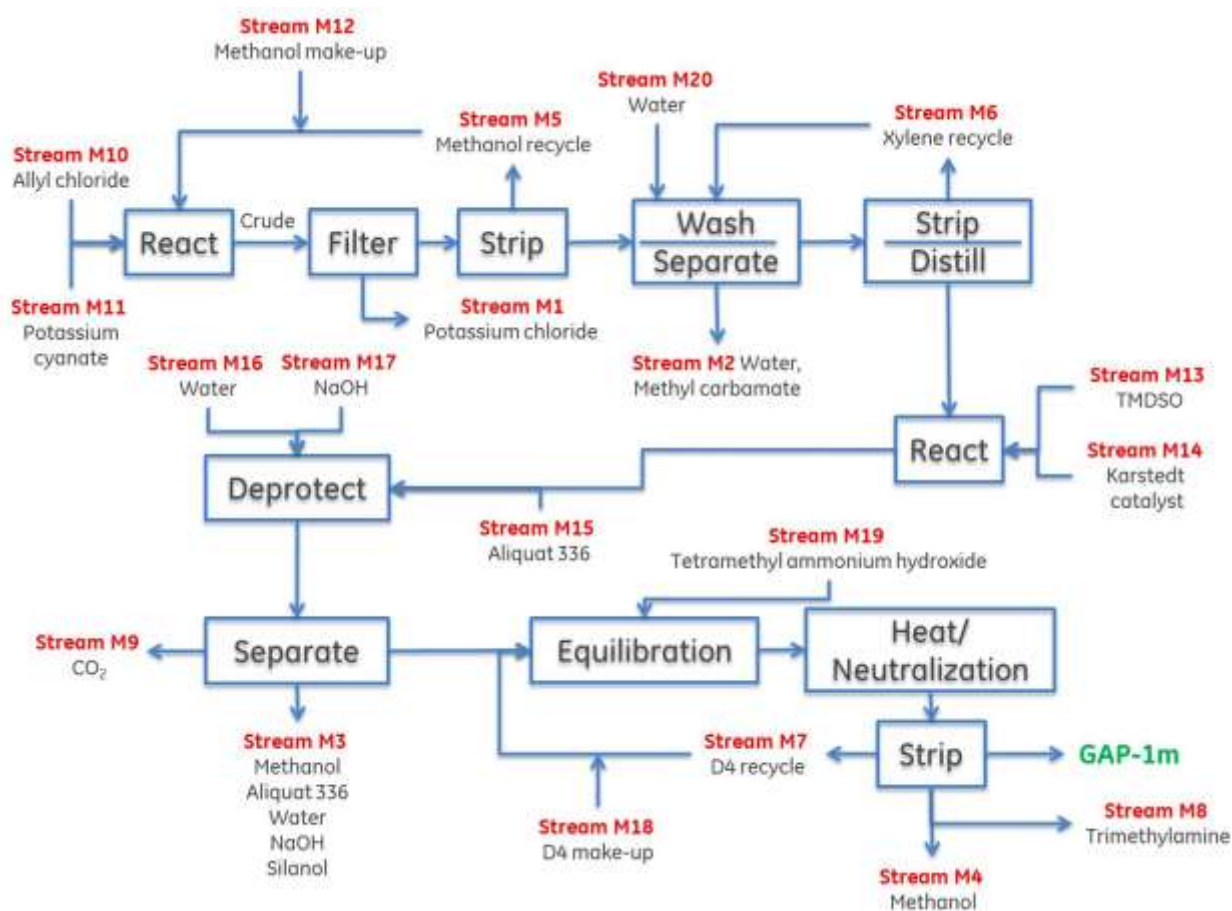 Stream M12
Methanol make-up
Stream M20
Water
Stream M5
Methanol recycle
Stream M6
Xylene recycle
Stream M10
Allyl chloride
React
Crude
Filter
Strip
Wash
Separate
Strip
Distill
Stream M11
Potassium
cyanate
Stream M1
Potassium chloride
Stream M2 Water,
Methyl carbamate
Stream M16
Water
Stream M17
NaOH
Stream M13
TMDSO
React
Stream M14
Karstedt
catalyst
Deprotect
Stream M15
Aliquat 336
Stream M19
Tetramethyl ammonium hydroxide
Stream M9
CO₂
Separate
Equilibration
Heat/
Neutralization
Stream M3
Methanol
Aliquat 336
Water
NaOH
Silanol
Stream M7
D4 recycle
Strip
GAP-1m
Stream M18
D4 make-up
Stream M8
Trimethylamine
Stream M4
Methanol